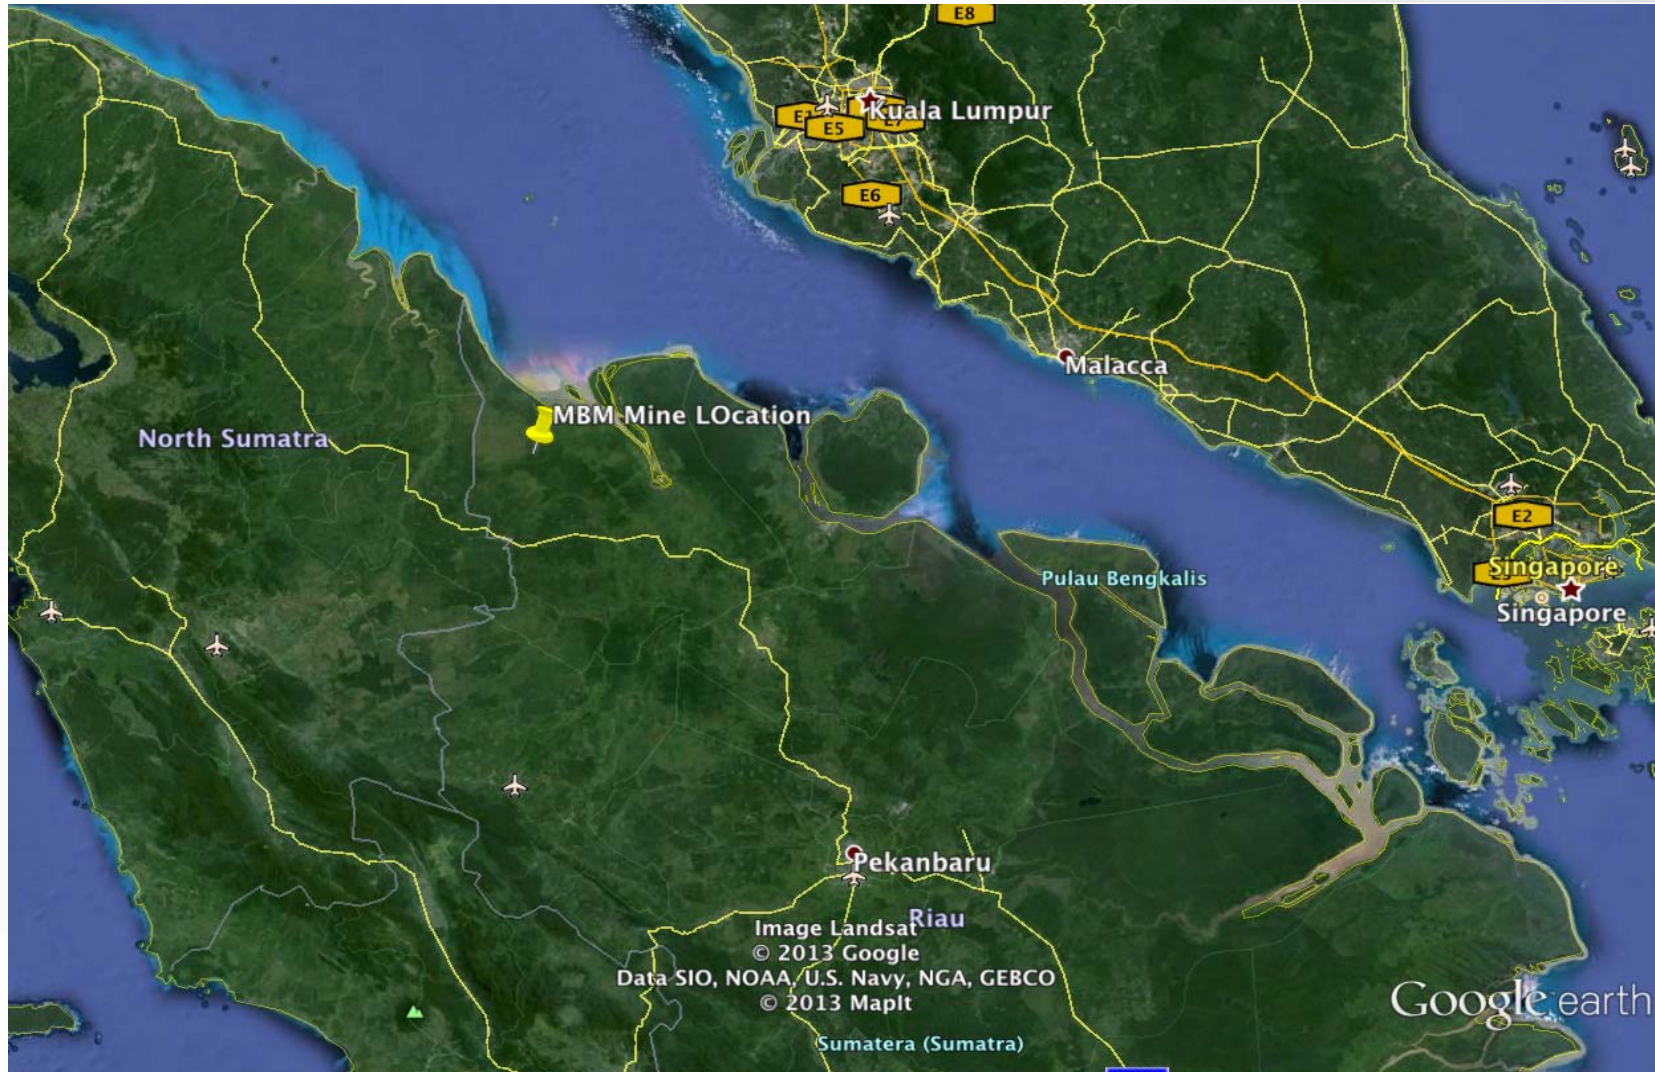 E8
Kuala Lumpur
E5
E7
E6
Malacca
MBM Mine LOcation
North Sumatra
E2
Pulau Bengkalis
Singapore
Singapore
Pekanbaru
Riau
Image Landsat
© 2013 Google
Data SIO, NOAA, U.S. Navy, NGA, GEBCO
© 2013 MapIt
Google earth
Sumatera (Sumatra)